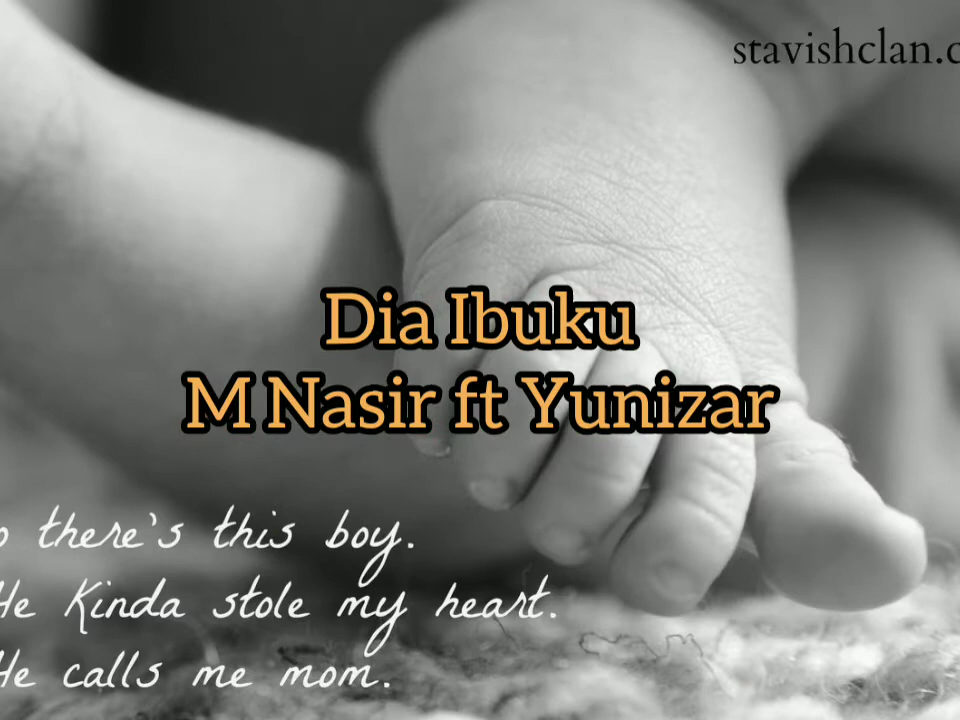 stavishclan.c
Dia Ibuku
M Nasir ft Yunizar
o there's this boy.
He Kinda stole my heart.
He calls me mom.